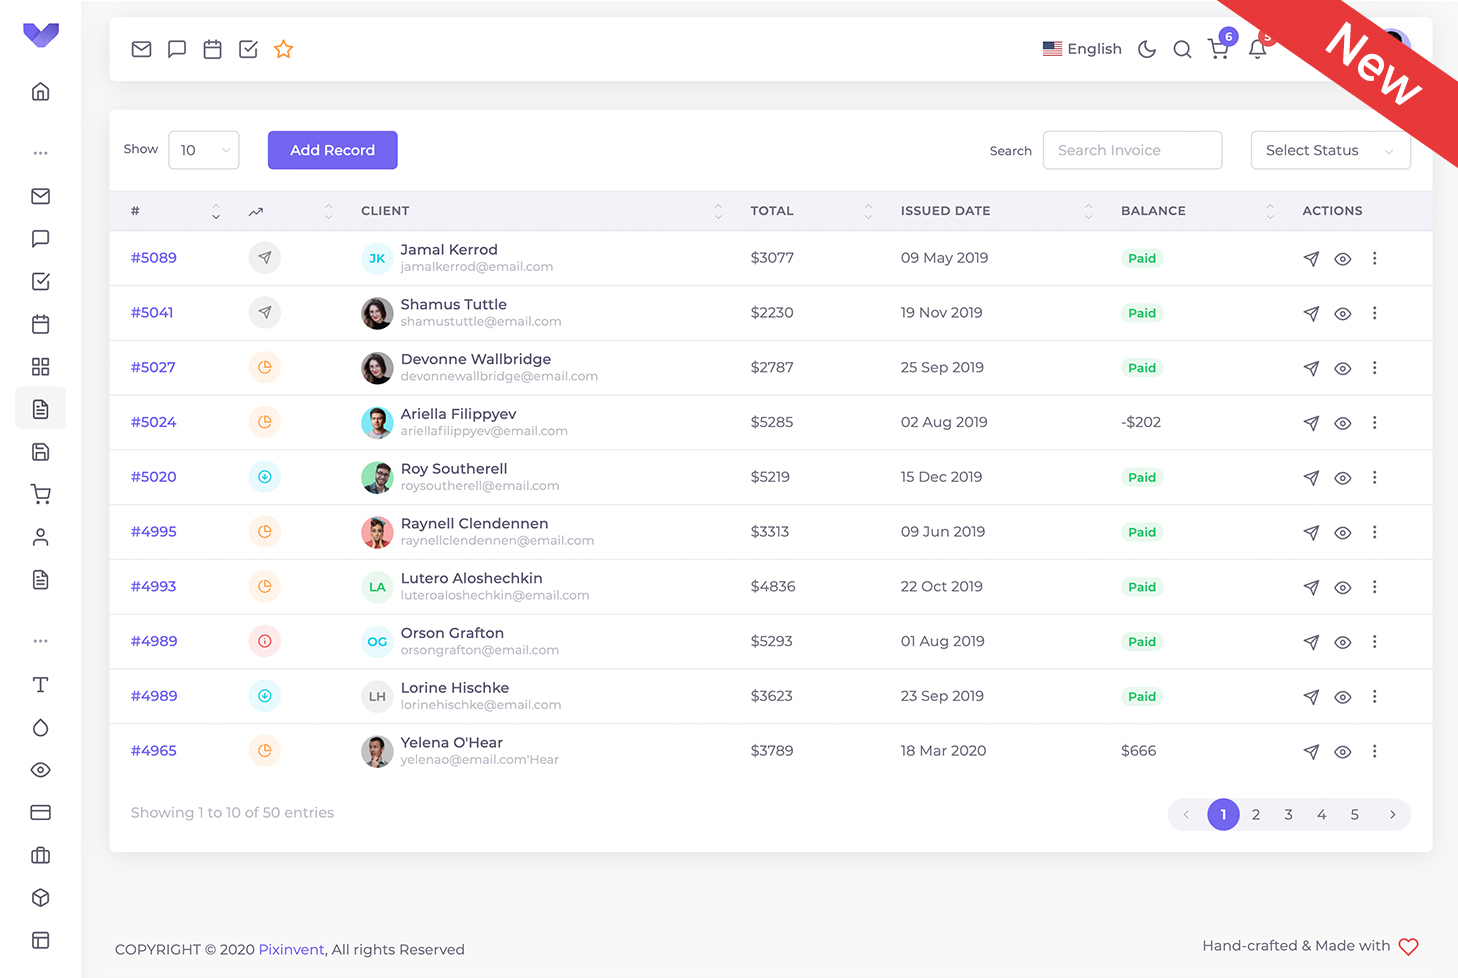 English
6
5
New
Show
10
Add Record
Search
Search Invoice
Select Status
# CLIENT TOTAL ISSUED DATE BALANCE ACTIONS
#5089 JK Jamal Kerrod $3077 09 May 2019 Paid
jamalkerrod@email.com
#5041 Shamus Tuttle $2230 19 Nov 2019 Paid
shamustuttle@email.com
#5027 Devonne Wallbridge $2787 25 Sep 2019 Paid
devonnewallbridge@email.com
#5024 Ariella Filippyev $5285 02 Aug 2019 -$202
ariellafilippyev@email.com
#5020 Roy Southerell $5219 15 Dec 2019 Paid
roysoutherell@email.com
#4995 Raynell Clendennen $3313 09 Jun 2019 Paid
raynellclendennen@email.com
#4993 LA Lutero Aloshechkin $4836 22 Oct 2019 Paid
luteroaloshechkin@email.com
#4989 OG Orson Grafton $5293 01 Aug 2019 Paid
orsongrafton@email.com
#4989 LH Lorine Hischke $3623 23 Sep 2019 Paid
lorinehischke@email.com
#4965 Yelena O'Hear $3789 18 Mar 2020 $666
yelenao@email.com'Hear
Showing 1 to 10 of 50 entries
1 2 3 4 5
COPYRIGHT © 2020 Pixinvent, All rights Reserved
Hand-crafted & Made with